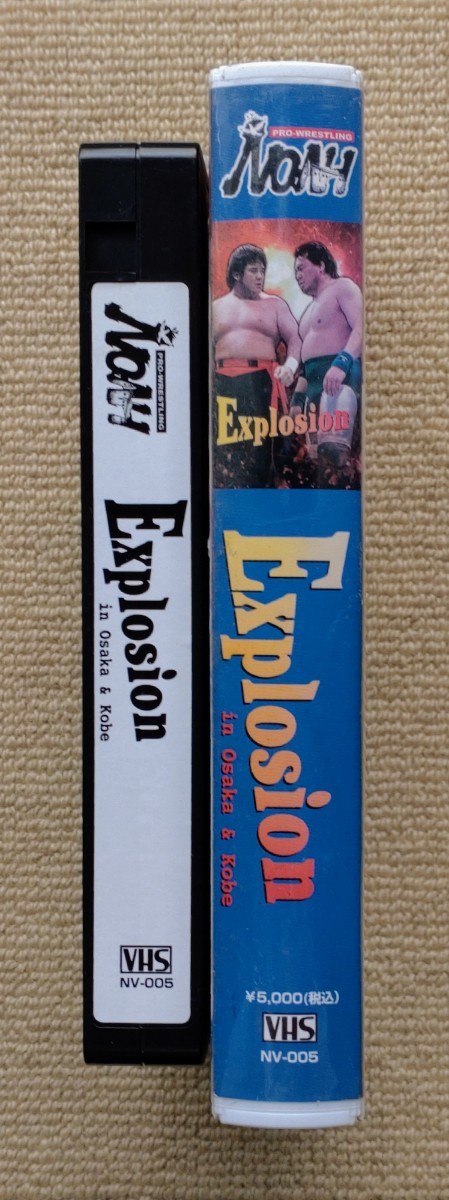 PRO-WRESTLING
NOAH
Explosion
in Osaka & Kobe
VHS
NV-005
PRO-WRESTLING
NOAH
Explosion
Explosion
in Osaka & Kobe
¥5,000(税込)
VHS
NV-005